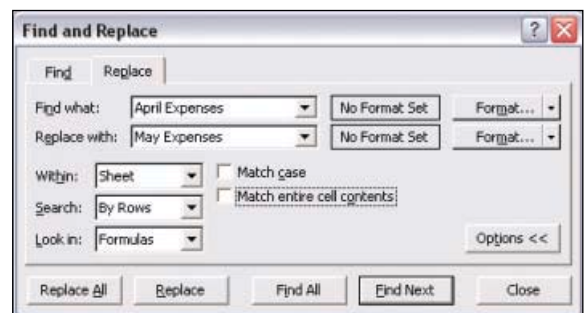 Find and Replace
Find Replace
Find what: April Expenses No Format Set Format...
Replace with: May Expenses No Format Set Format...
Within: Sheet Match case
Search: By Rows Match entire cell contents
Look in: Formulas Options <<
Replace All Replace Find All Find Next Close